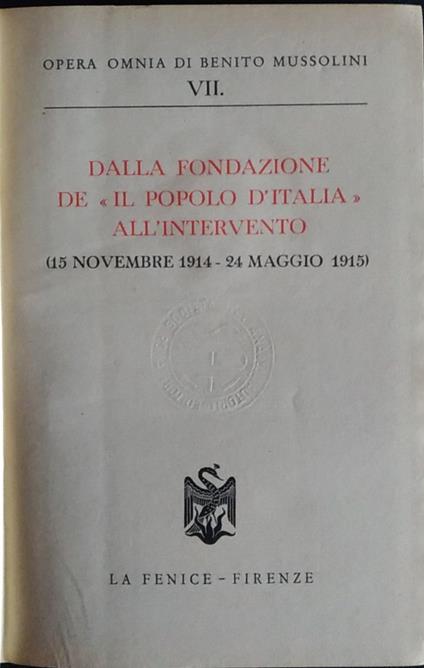 OPERA OMNIA DI BENITO MUSSOLINI
VII.
DALLA FONDAZIONE
DE « IL POPOLO D'ITALIA »
ALL'INTERVENTO
(15 NOVEMBRE 1914 - 24 MAGGIO 1915)
LA FENICE - FIRENZE